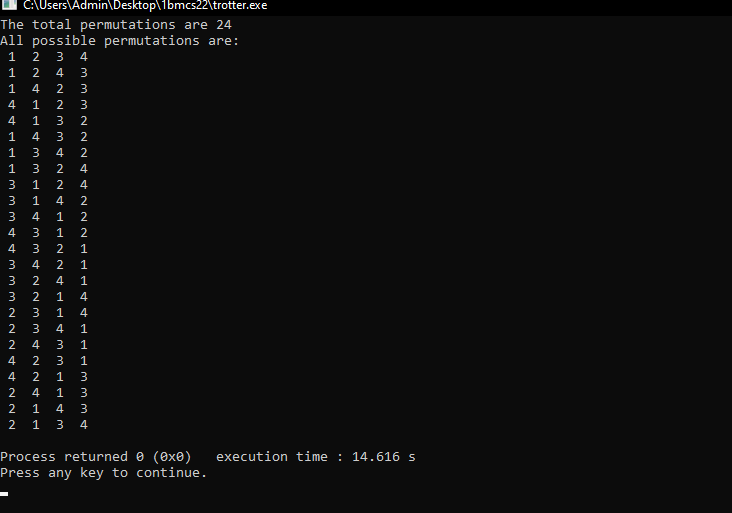 C:\Users\Admin\Desktop\1bmcs22\trotter.exe
The total permutations are 24
All possible permutations are:
1 2 3 4
1 2 4 3
1 4 2 3
4 1 2 3
4 1 3 2
1 4 3 2
1 3 4 2
1 3 2 4
3 1 2 4
3 1 4 2
3 4 1 2
4 3 1 2
4 3 2 1
3 4 2 1
3 2 4 1
3 2 1 4
2 3 1 4
2 3 4 1
2 4 3 1
4 2 3 1
4 2 1 3
2 4 1 3
2 1 4 3
2 1 3 4
Process returned 0 (0x0) execution time : 14.616 s
Press any key to continue.